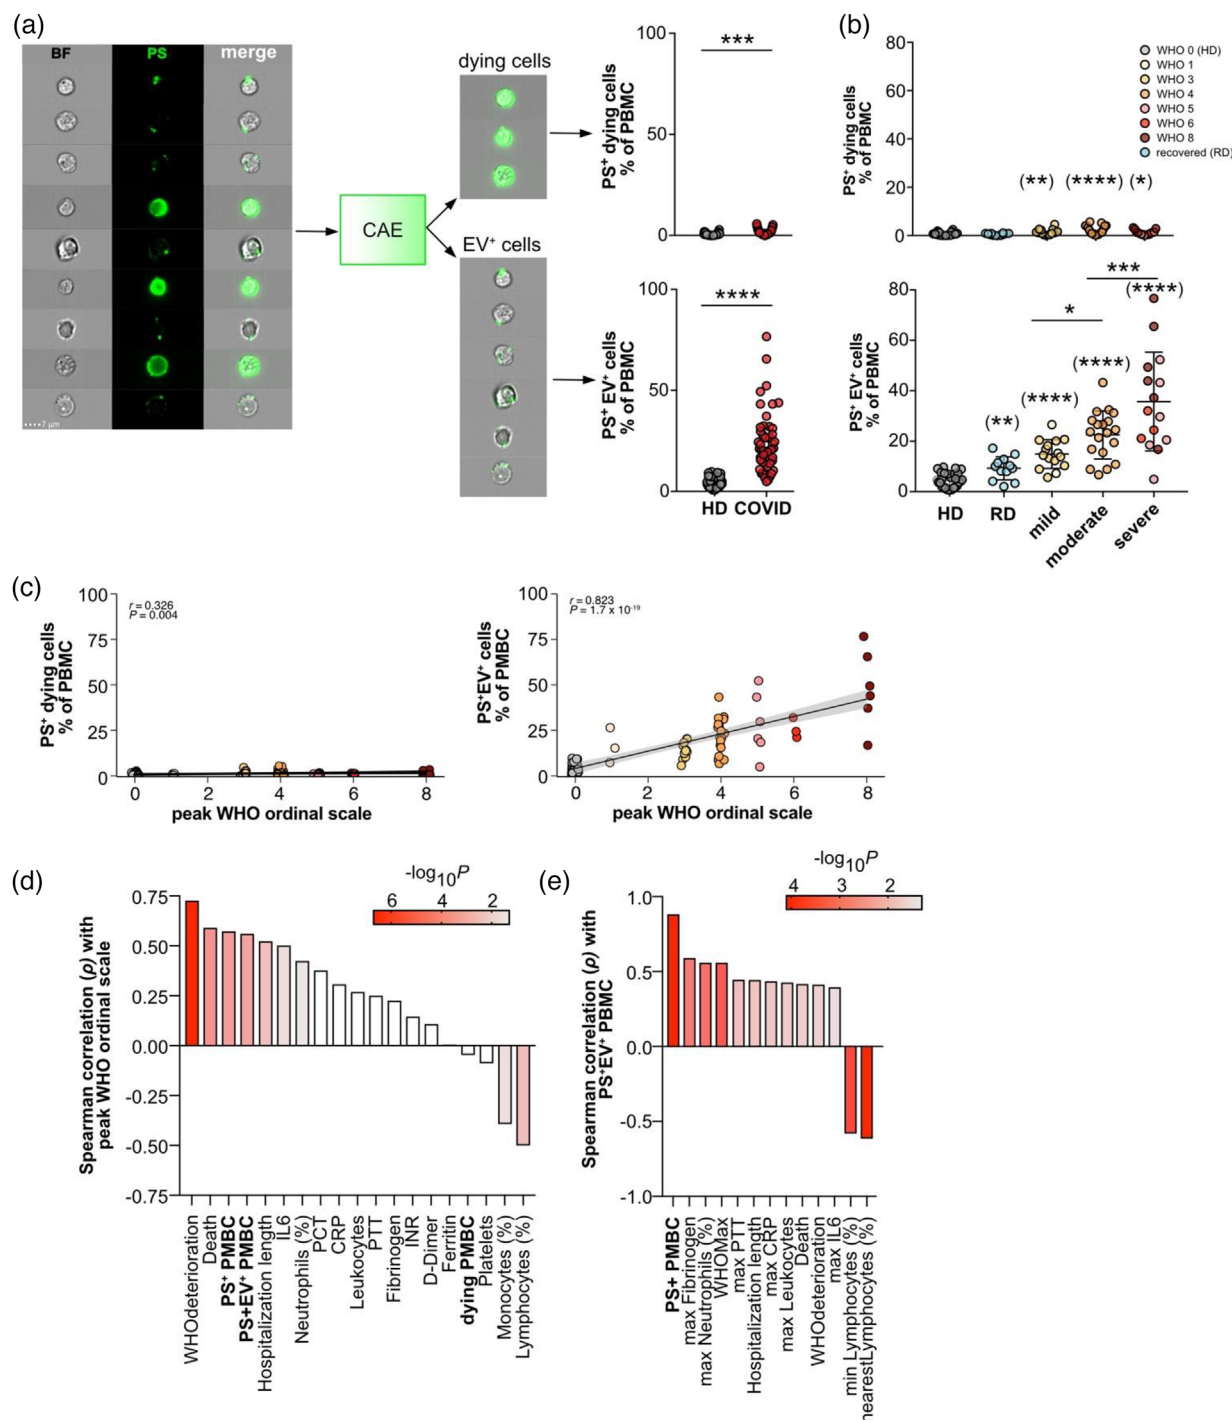 (a)
BF
PS
merge
7 µm
CAE
dying cells
EV⁺ cells
PS⁺ dying cells
% of PBMC
100
50
0
***
PS⁺ EV⁺ cells
% of PBMC
100
50
0
****
HD COVID
(b)
PS⁺ dying cells
% of PBMC
80
60
40
20
0
(**) (****) (*)
WHO 0 (HD)
WHO 1
WHO 3
WHO 4
WHO 5
WHO 6
WHO 8
recovered (RD)
PS⁺ EV⁺ cells
% of PBMC
80
60
40
20
0
***
(****)
*
(****)
(****)
(**)
HD
RD
mild
moderate
severe
(c)
PS⁺ dying cells
% of PBMC
100
75
50
25
0
r = 0.326
P = 0.004
0 2 4 6 8
peak WHO ordinal scale
PS⁺EV⁺ cells
% of PMBC
100
75
50
25
0
r = 0.823
P = 1.7 x 10⁻¹⁹
0 2 4 6 8
peak WHO ordinal scale
(d)
-log₁₀P
6 4 2
Spearman correlation (ρ) with
peak WHO ordinal scale
0.75
0.50
0.25
0.00
-0.25
-0.50
-0.75
WHOdeterioration
Death
PS⁺ PMBC
PS+EV⁺ PMBC
Hospitalization length
IL6
Neutrophils (%)
PCT
CRP
Leukocytes
PTT
Fibrinogen
INR
D-Dimer
Ferritin
dying PMBC
Platelets
Monocytes (%)
Lymphocytes (%)
(e)
-log₁₀P
4 3 2
Spearman correlation (ρ) with
PS⁺EV⁺ PBMC
1.0
0.5
0.0
-0.5
-1.0
PS+ PMBC
max Fibrinogen
max Neutrophils (%)
WHOMax
max PTT
Hospitalization length
max CRP
max Leukocytes
Death
WHOdeterioration
max IL6
min Lymphocytes (%)
nearestLymphocytes (%)